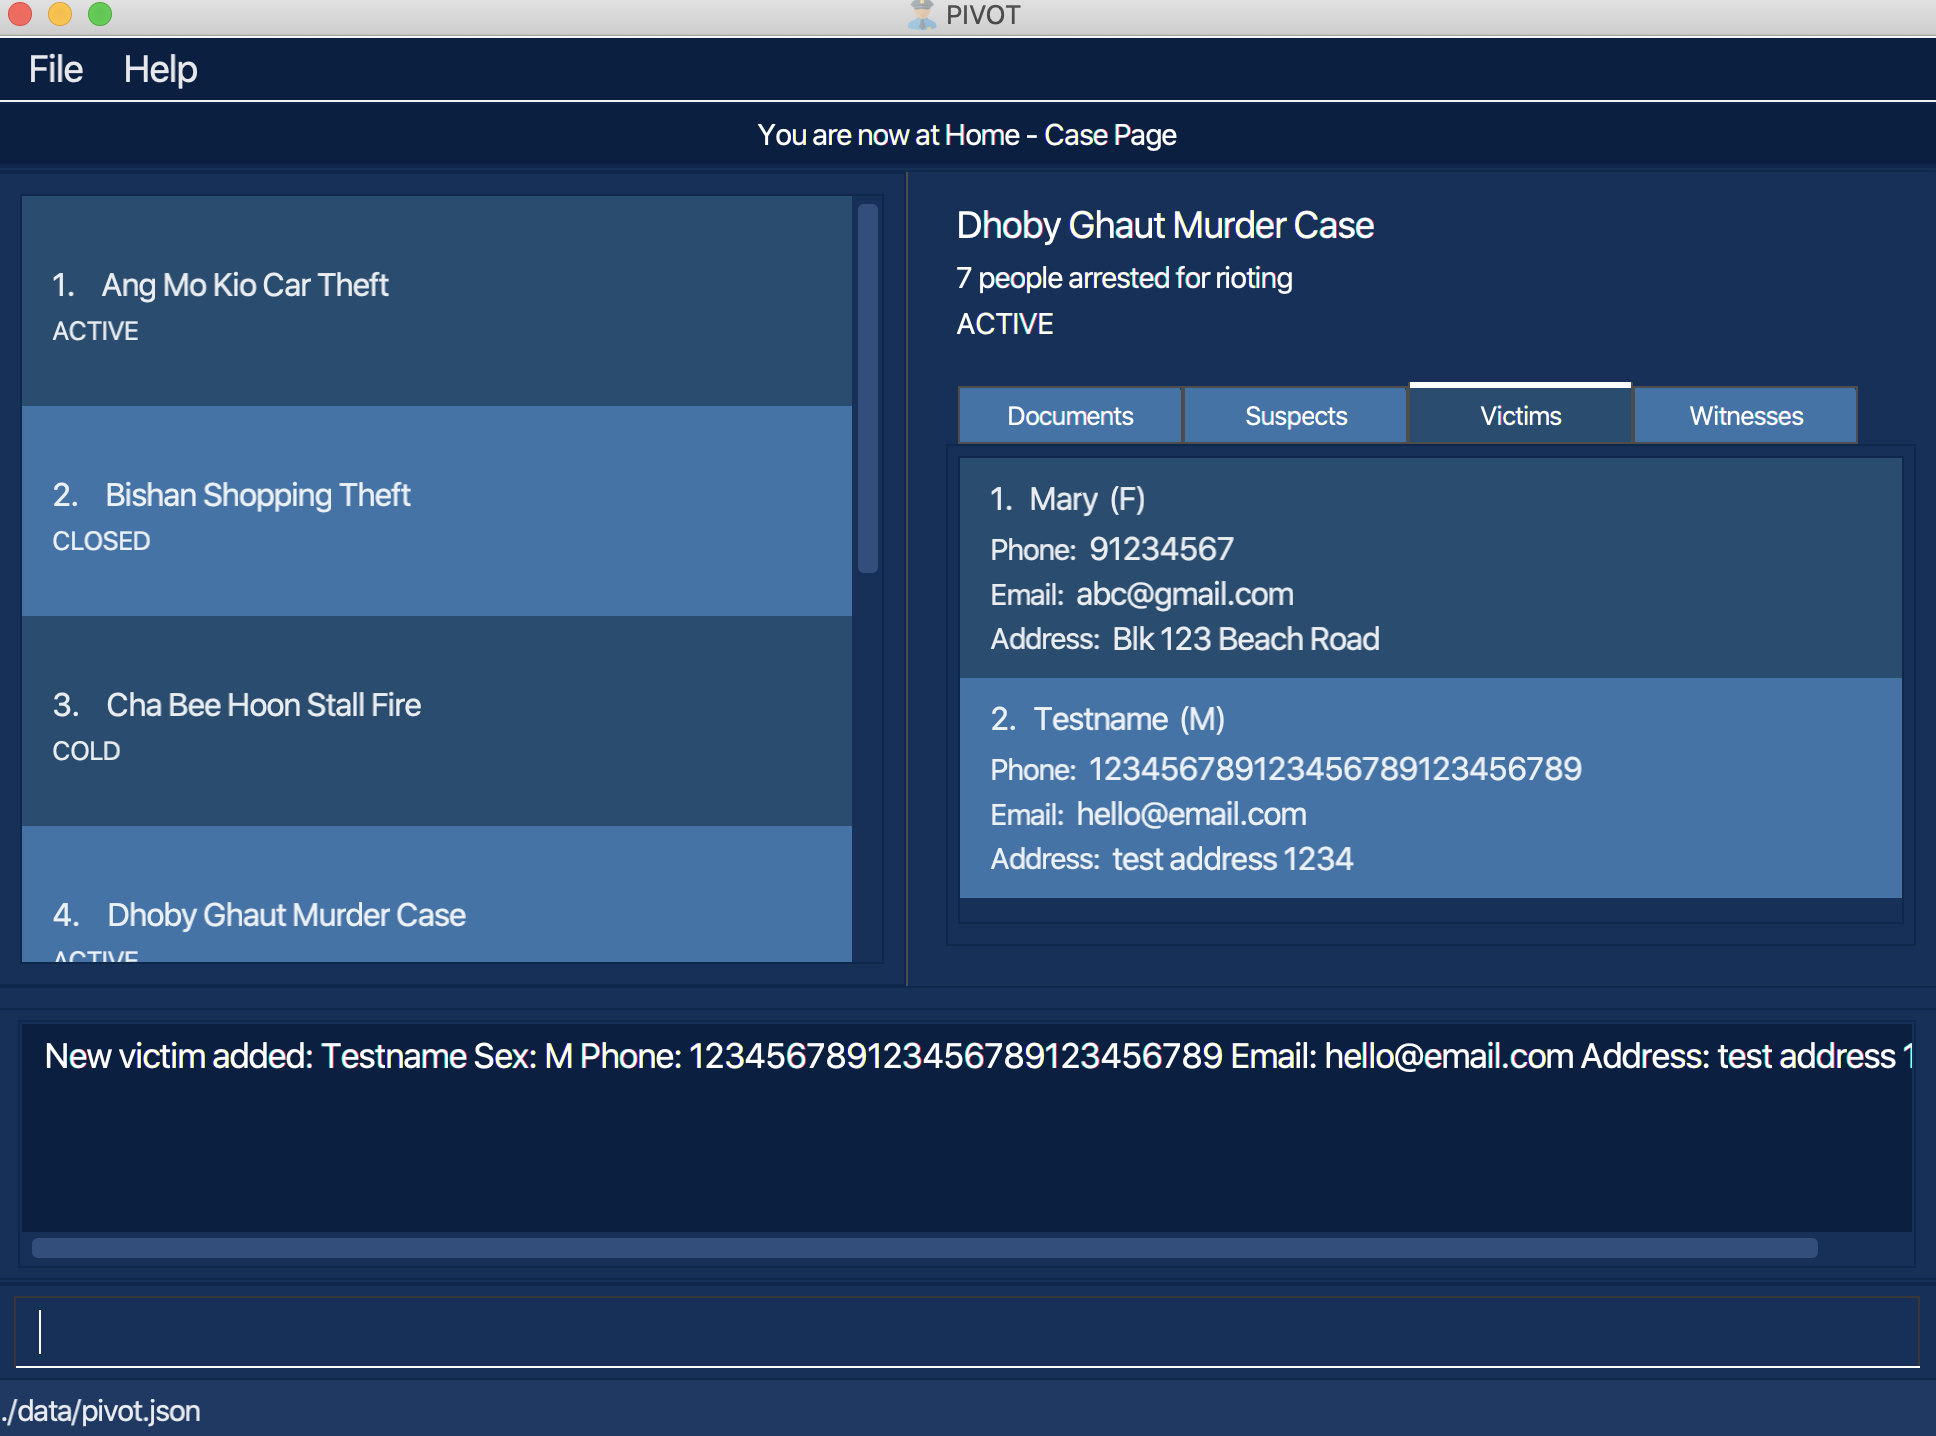 PIVOT
File Help
You are now at Home - Case Page
1. Ang Mo Kio Car Theft
ACTIVE
2. Bishan Shopping Theft
CLOSED
3. Cha Bee Hoon Stall Fire
COLD
4. Dhoby Ghaut Murder Case
ACTIVE
Dhoby Ghaut Murder Case
7 people arrested for rioting
ACTIVE
Documents Suspects Victims Witnesses
1. Mary (F)
Phone: 91234567
Email: abc@gmail.com
Address: Blk 123 Beach Road
2. Testname (M)
Phone: 123456789123456789123456789
Email: hello@email.com
Address: test address 1234
New victim added: Testname Sex: M Phone: 123456789123456789123456789 Email: hello@email.com Address: test address 1
./data/pivot.json